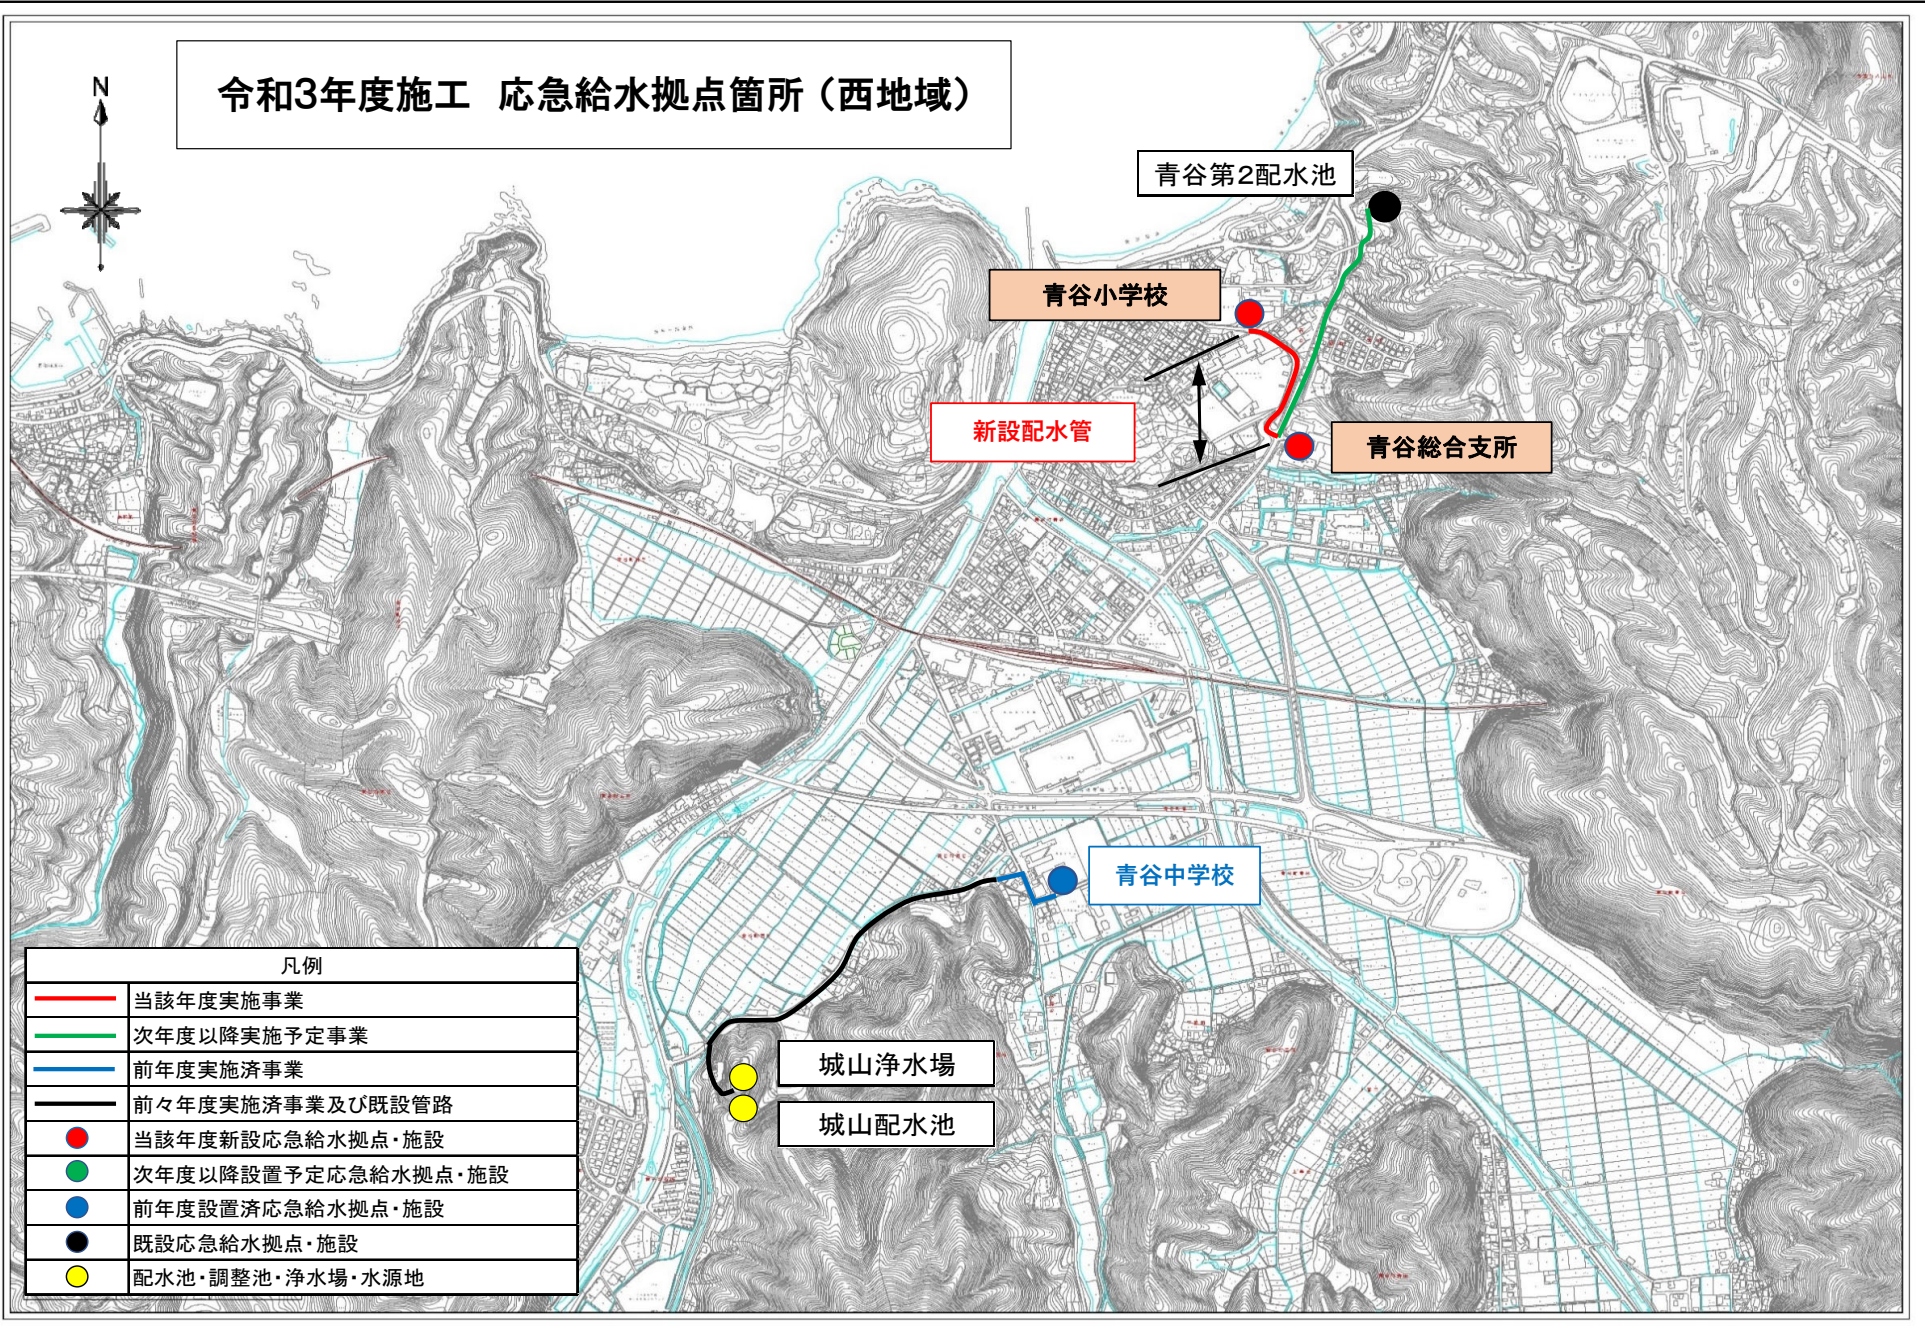 令和3年度施工　応急給水拠点箇所（西地域）
N
青谷第2配水池
青谷小学校
新設配水管
青谷総合支所
青谷中学校
城山浄水場
城山配水池
凡例
当該年度実施事業
次年度以降実施予定事業
前年度実施済事業
前々年度実施済事業及び既設管路
当該年度新設応急給水拠点・施設
次年度以降設置予定応急給水拠点・施設
前年度設置済応急給水拠点・施設
既設応急給水拠点・施設
配水池・調整池・浄水場・水源地